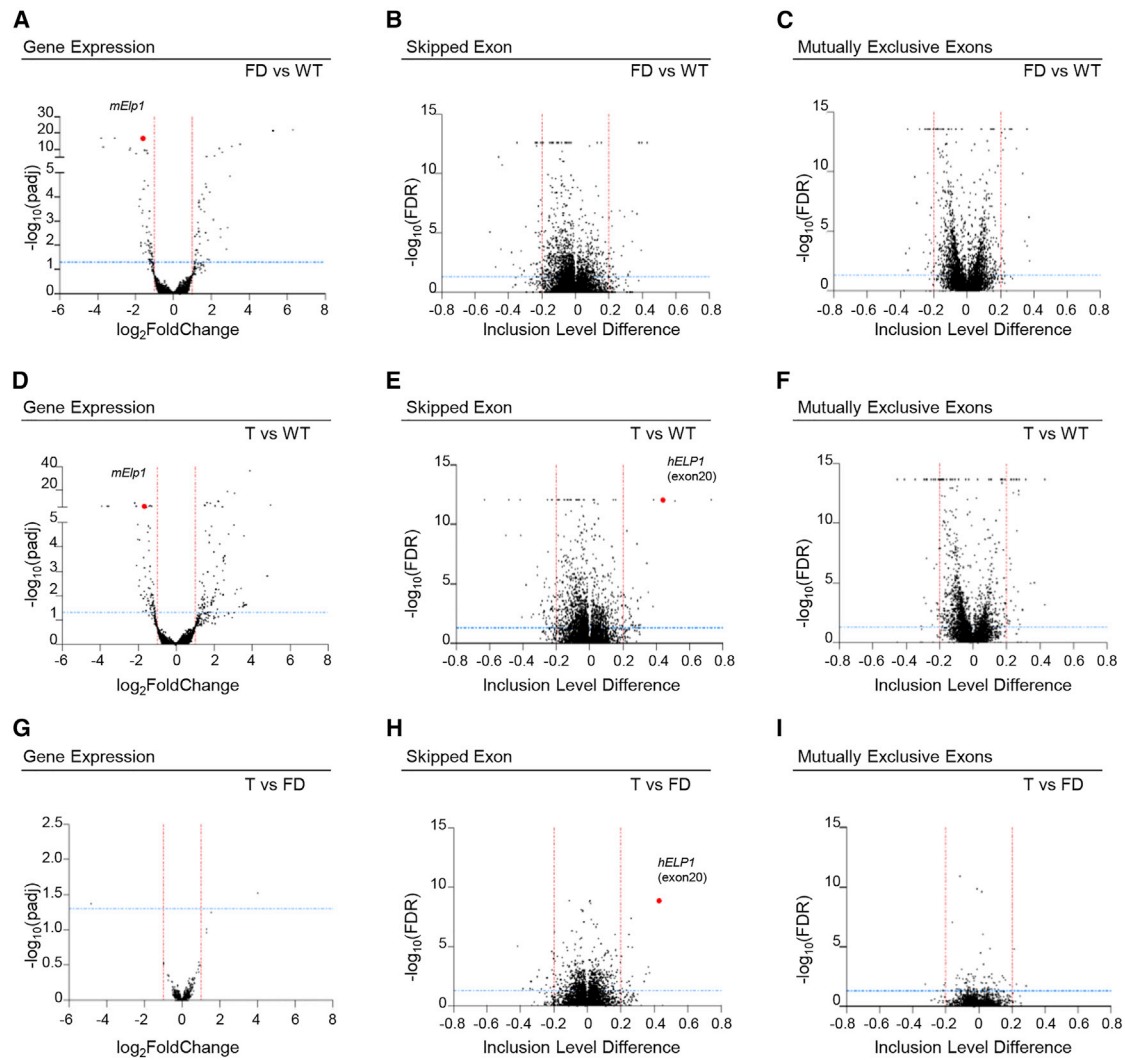 A
Gene Expression
FD vs WT
mElp1
30
20
10
5
4
3
2
1
0
-log10(padj)
-6 -4 -2 0 2 4 6 8
log2FoldChange
B
Skipped Exon
FD vs WT
15
10
5
0
-log10(FDR)
-0.8 -0.6 -0.4 -0.2 0 0.2 0.4 0.6 0.8
Inclusion Level Difference
C
Mutually Exclusive Exons
FD vs WT
15
10
5
0
-log10(FDR)
-0.8 -0.6 -0.4 -0.2 0 0.2 0.4 0.6 0.8
Inclusion Level Difference
D
Gene Expression
T vs WT
mElp1
40
20
5
4
3
2
1
0
-log10(padj)
-6 -4 -2 0 2 4 6 8
log2FoldChange
E
Skipped Exon
T vs WT
hELP1
(exon20)
15
10
5
0
-log10(FDR)
-0.8 -0.6 -0.4 -0.2 0 0.2 0.4 0.6 0.8
Inclusion Level Difference
F
Mutually Exclusive Exons
T vs WT
15
10
5
0
-log10(FDR)
-0.8 -0.6 -0.4 -0.2 0 0.2 0.4 0.6 0.8
Inclusion Level Difference
G
Gene Expression
T vs FD
2.5
2.0
1.5
1.0
0.5
0
-log10(padj)
-6 -4 -2 0 2 4 6 8
log2FoldChange
H
Skipped Exon
T vs FD
hELP1
(exon20)
15
10
5
0
-log10(FDR)
-0.8 -0.6 -0.4 -0.2 0 0.2 0.4 0.6 0.8
Inclusion Level Difference
I
Mutually Exclusive Exons
T vs FD
15
10
5
0
-log10(FDR)
-0.8 -0.6 -0.4 -0.2 0 0.2 0.4 0.6 0.8
Inclusion Level Difference